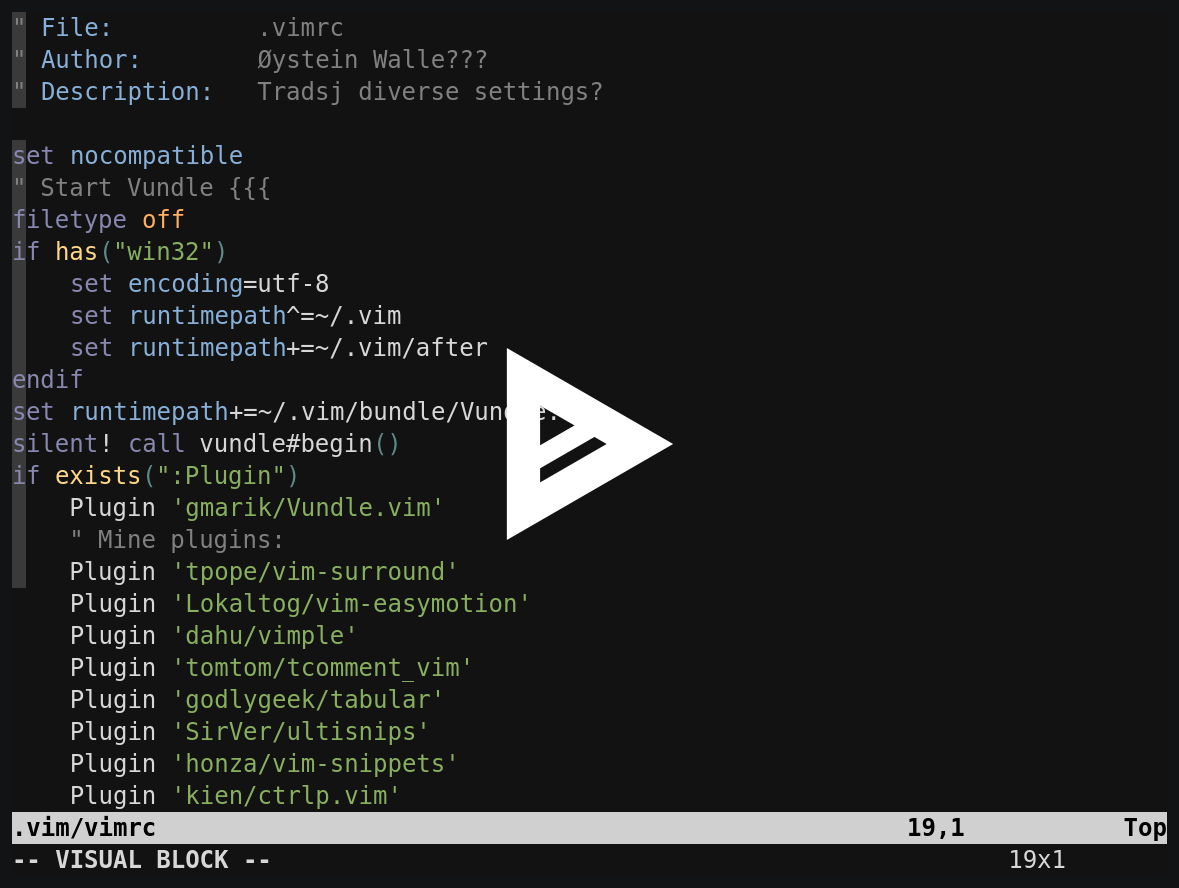 " File:          .vimrc
" Author:        Øystein Walle???
" Description:   Tradsj diverse settings?
set nocompatible
" Start Vundle {{{
filetype off
if has("win32")
    set encoding=utf-8
    set runtimepath^=~/.vim
    set runtimepath+=~/.vim/after
endif
set runtimepath+=~/.vim/bundle/
silent! call vundle#begin()
if exists(":Plugin")
    Plugin 'gmarik/Vundle.vim'
    " Mine plugins:
    Plugin 'tpope/vim-surround'
    Plugin 'Lokaltog/vim-easymotion'
    Plugin 'dahu/vimple'
    Plugin 'tomtom/tcomment_vim'
    Plugin 'godlygeek/tabular'
    Plugin 'SirVer/ultisnips'
    Plugin 'honza/vim-snippets'
    Plugin 'kien/ctrlp.vim'
.vim/vimrc 19,1 Top
-- VISUAL BLOCK -- 19x1